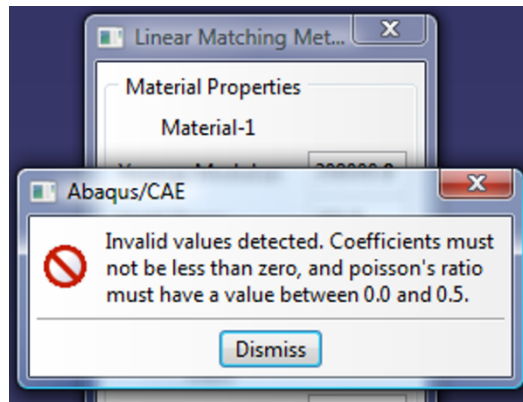 Linear Matching Met...
Material Properties
Material-1
Abaqus/CAE
Invalid values detected. Coefficients must
not be less than zero, and poisson's ratio
must have a value between 0.0 and 0.5.
Dismiss